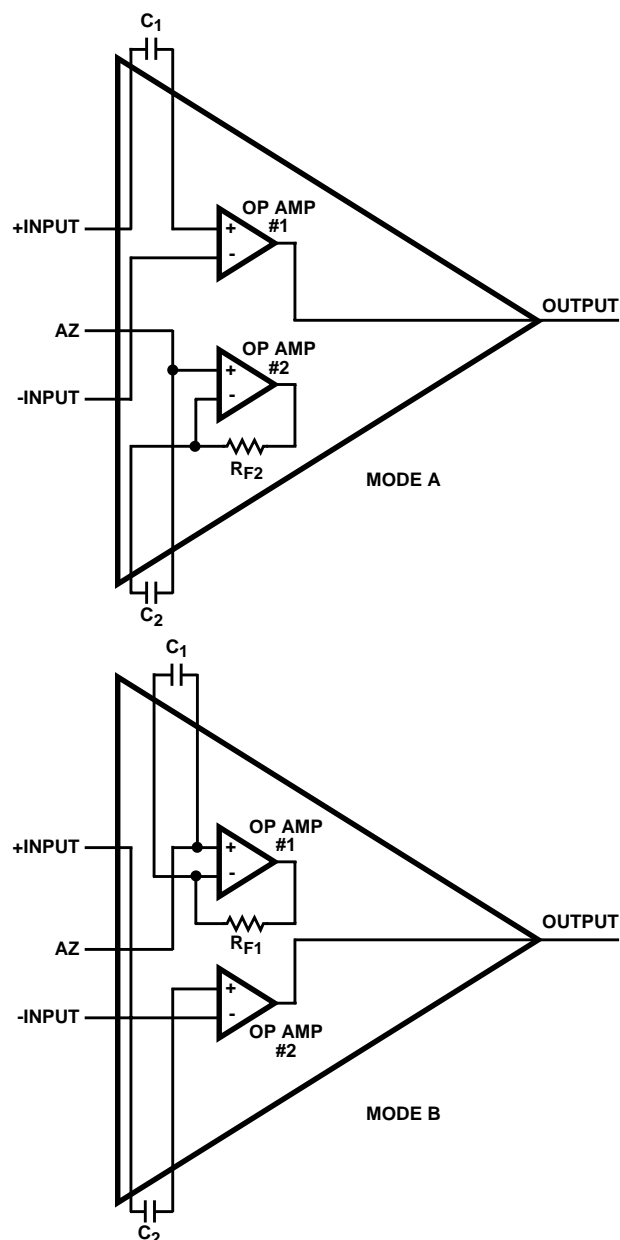 C1
+INPUT
OP AMP
#1
+
-
OUTPUT
AZ
OP AMP
#2
+
-
-INPUT
RF2
MODE A
C2
C1
+INPUT
OP AMP
#1
+
-
OUTPUT
RF1
AZ
+
-
-INPUT
OP AMP
#2
MODE B
C2